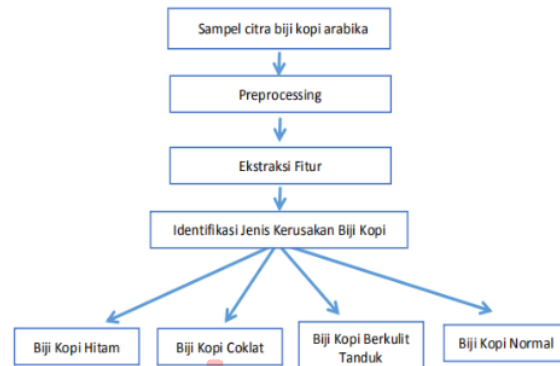 Sampel citra biji kopi arabika
Preprocessing
Ekstraksi Fitur
Identifikasi Jenis Kerusakan Biji Kopi
Biji Kopi Hitam
Biji Kopi Coklat
Biji Kopi Berkulit
Tanduk
Biji Kopi Normal